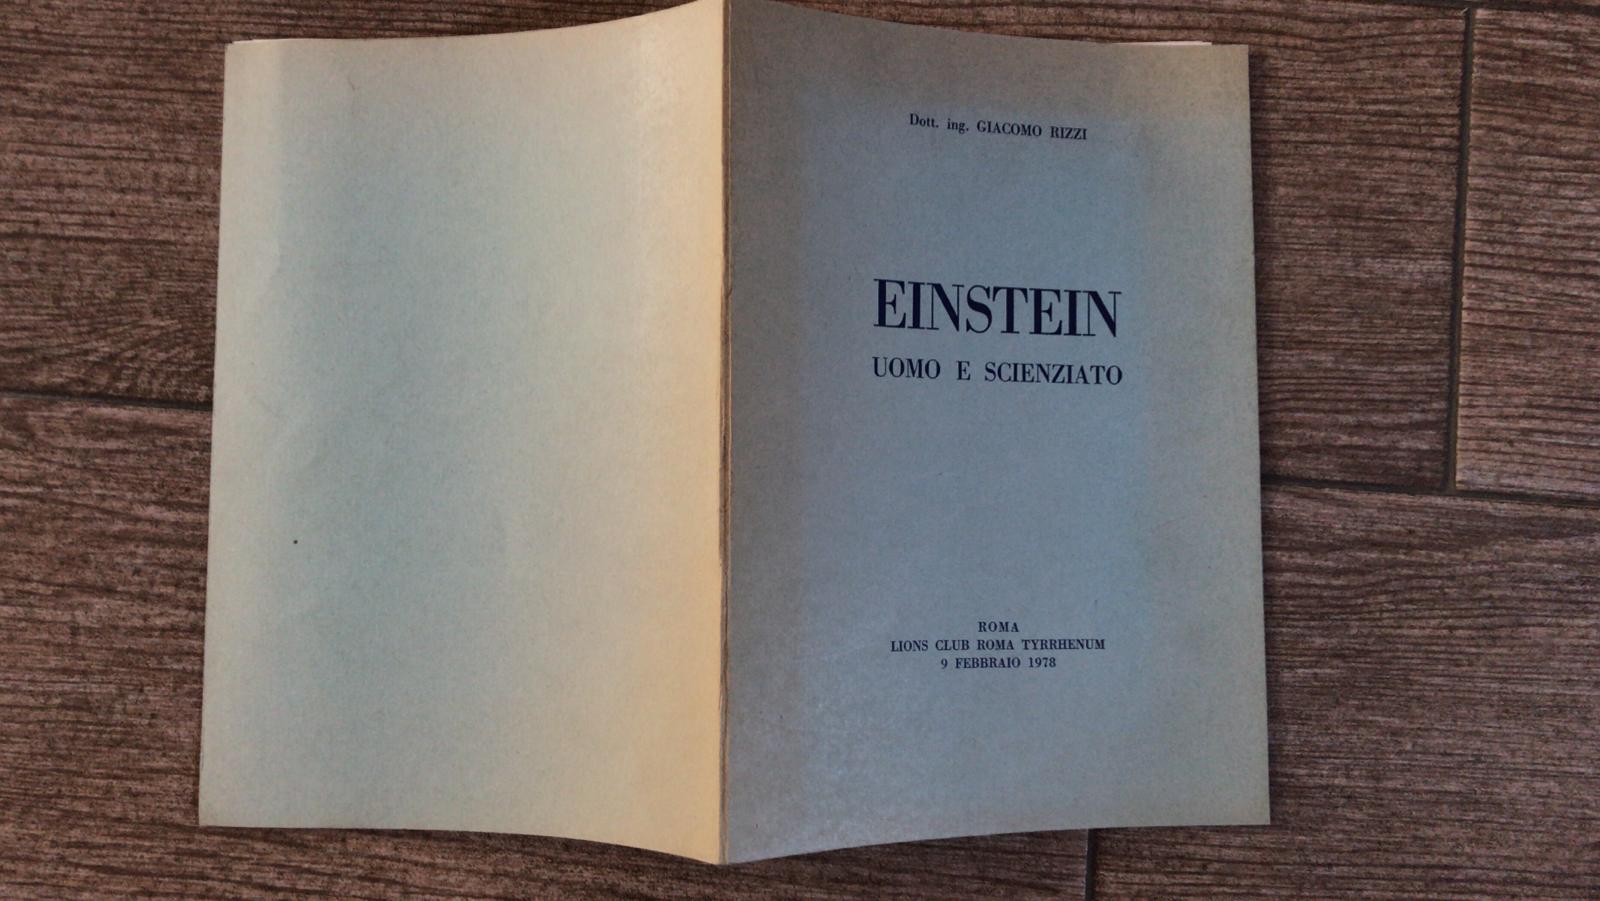 Dott. ing. GIACOMO RIZZI
EINSTEIN
UOMO E SCIENZIATO
ROMA
LIONS CLUB ROMA TYRRHENUM
9 FEBBRAIO 1978